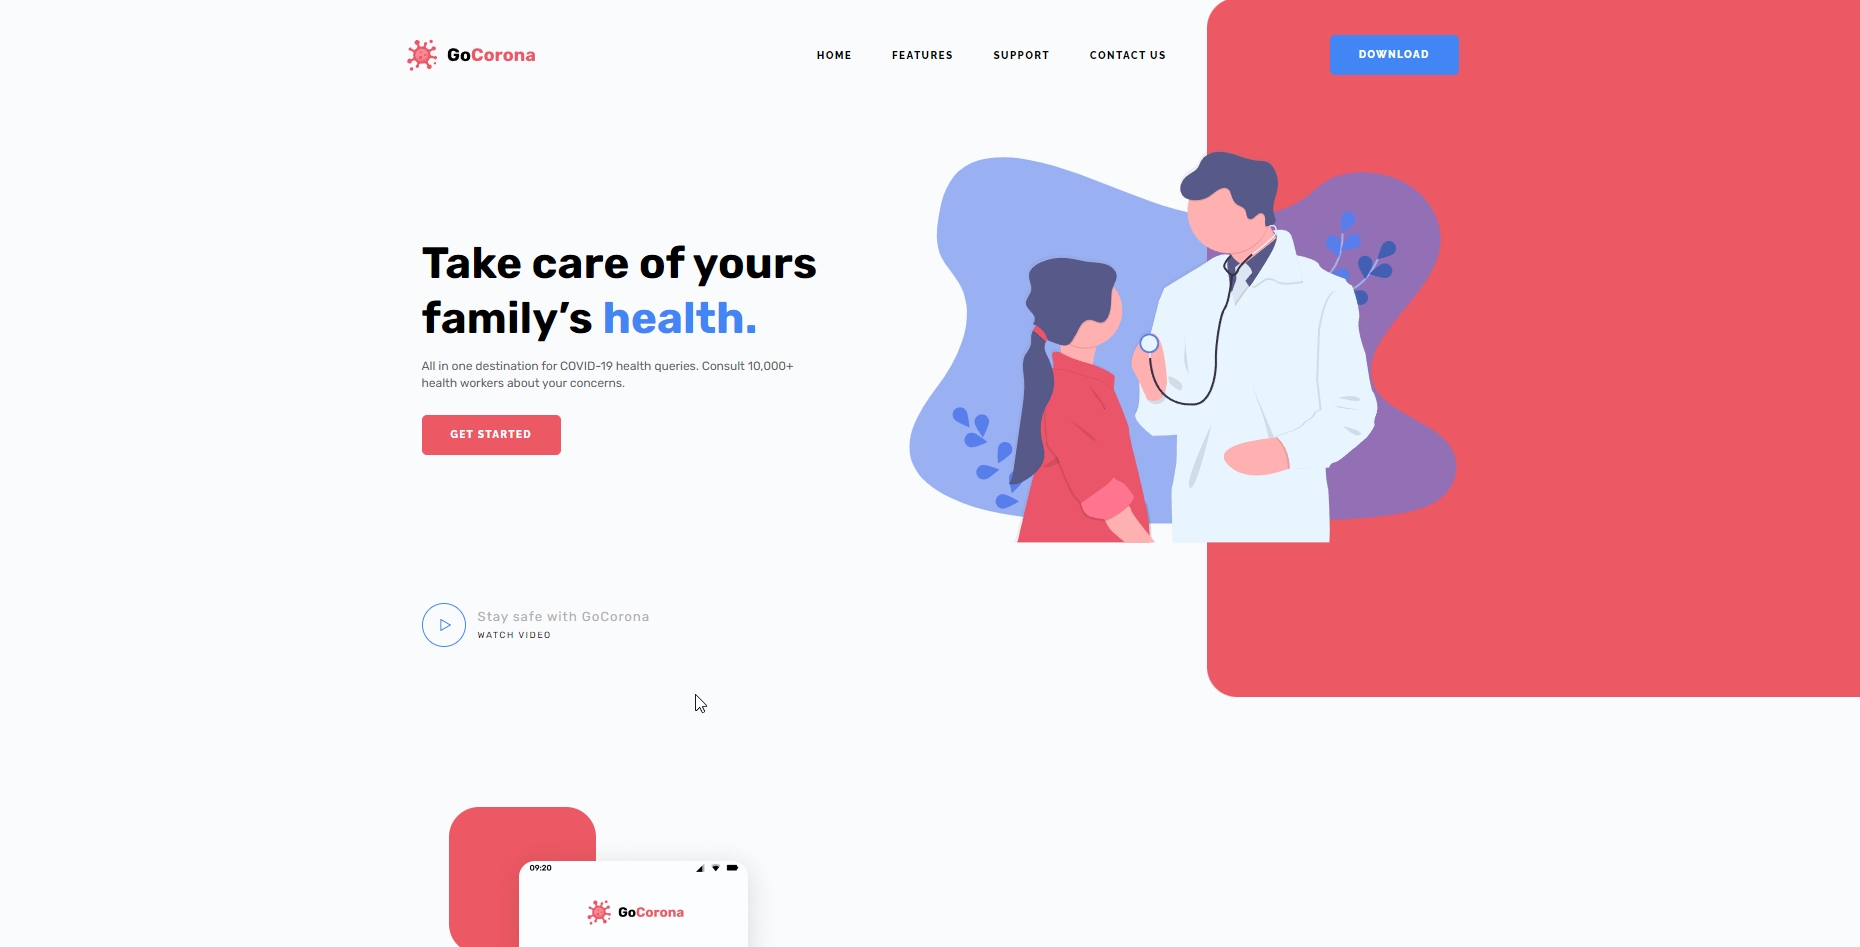 GoCorona
HOME
FEATURES
SUPPORT
CONTACT US
DOWNLOAD
Take care of yours
family’s health.
All in one destination for COVID-19 health queries. Consult 10,000+
health workers about your concerns.
GET STARTED
Stay safe with GoCorona
WATCH VIDEO
09:20
GoCorona